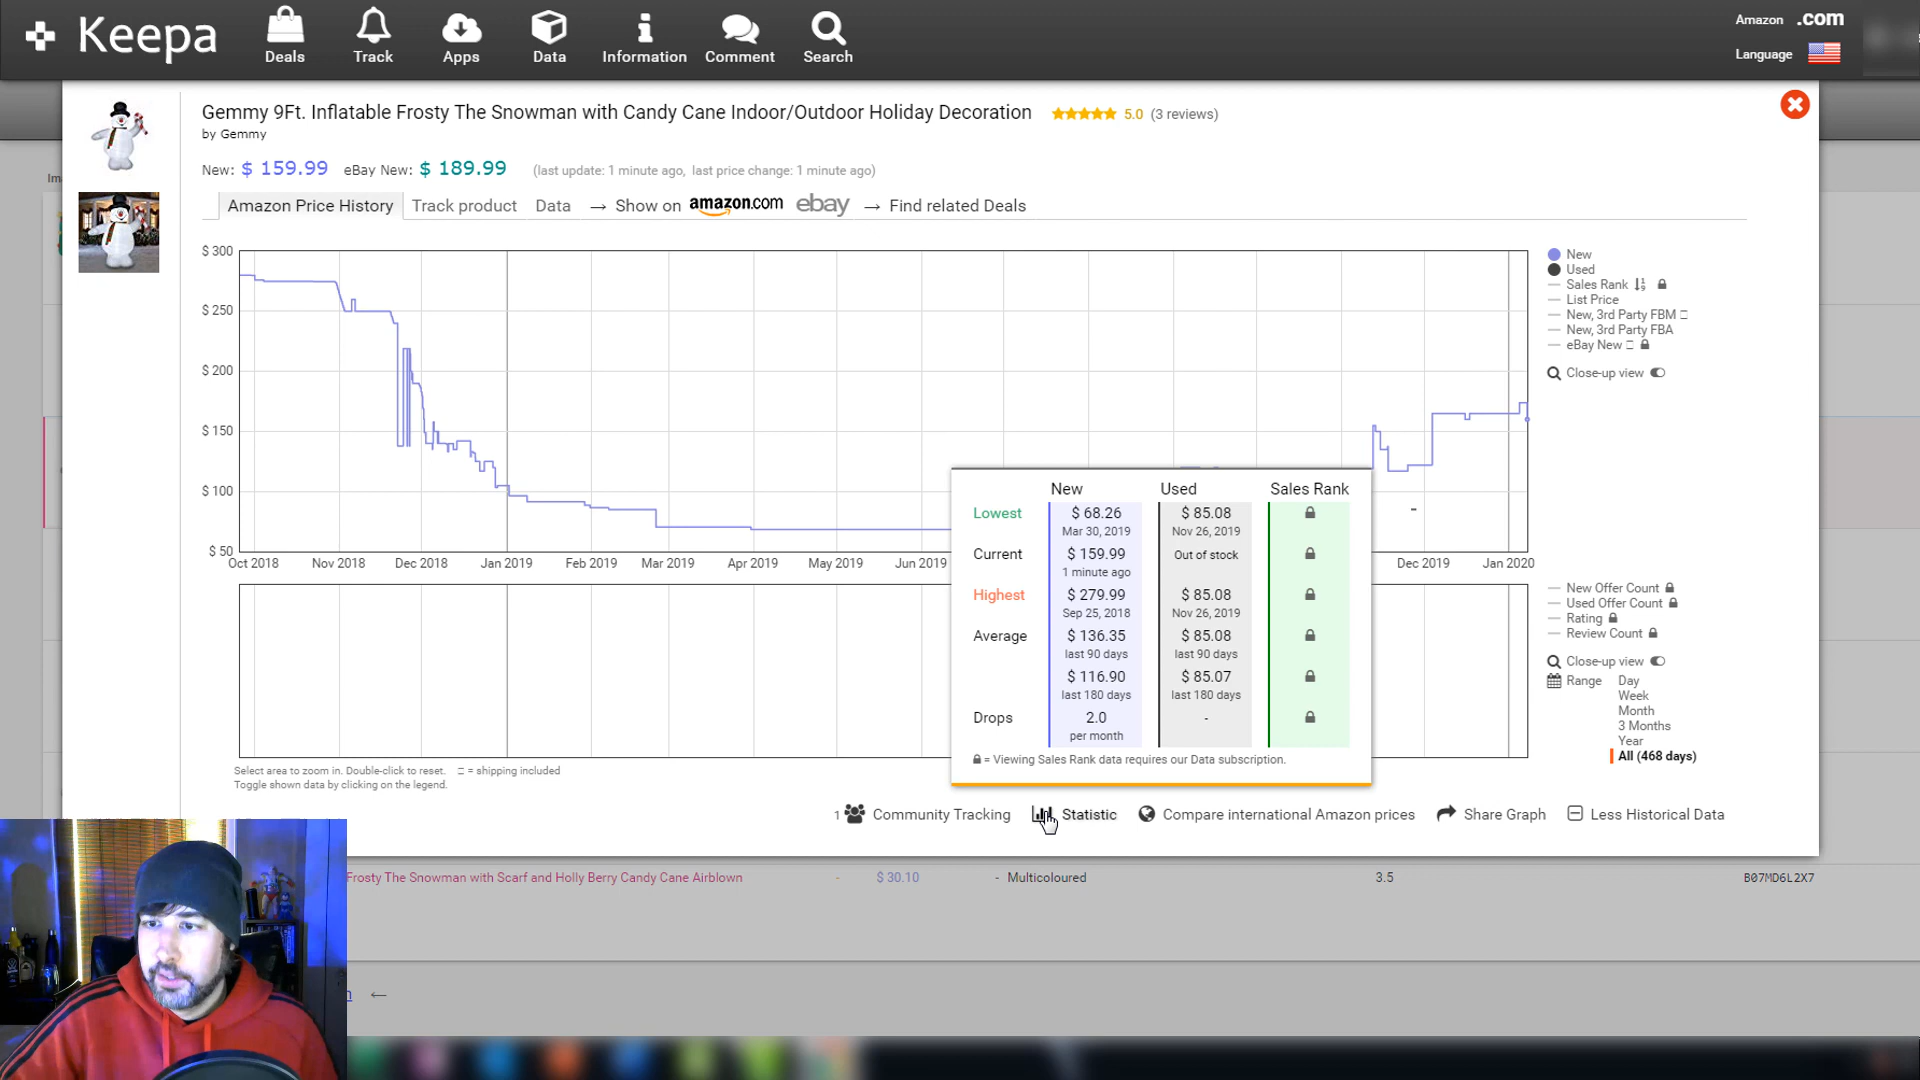 Keepa
Deals
Track
Apps
Data
Information
Comment
Search
Amazon .com
Language
Gemmy 9Ft. Inflatable Frosty The Snowman with Candy Cane Indoor/Outdoor Holiday Decoration 5.0 (3 reviews)
by Gemmy
New: $ 159.99 eBay New: $ 189.99 (last update: 1 minute ago, last price change: 1 minute ago)
Amazon Price History Track product Data → Show on amazon.com ebay → Find related Deals
$ 300
$ 250
$ 200
$ 150
$ 100
$ 50
Oct 2018 Nov 2018 Dec 2018 Jan 2019 Feb 2019 Mar 2019 Apr 2019 May 2019 Jun 2019 Dec 2019 Jan 2020
New
Used
Sales Rank
List Price
New, 3rd Party FBM
New, 3rd Party FBA
eBay New
Close-up view
New Used Sales Rank
Lowest $ 68.26 $ 85.08
Mar 30, 2019 Nov 26, 2019
Current $ 159.99 Out of stock
1 minute ago
Highest $ 279.99 $ 85.08
Sep 25, 2018 Nov 26, 2019
Average $ 136.35 $ 85.08
last 90 days last 90 days
$ 116.90 $ 85.07
last 180 days last 180 days
Drops 2.0 -
per month
= Viewing Sales Rank data requires our Data subscription.
New Offer Count
Used Offer Count
Rating
Review Count
Close-up view
Range Day
Week
Month
3 Months
Year
All (468 days)
Select area to zoom in. Double-click to reset. = shipping included
Toggle shown data by clicking on the legend.
1 Community Tracking Statistic Compare international Amazon prices Share Graph Less Historical Data
Frosty The Snowman with Scarf and Holly Berry Candy Cane Airblown - $ 30.10 - Multicoloured 3.5 B07MD6L2X7